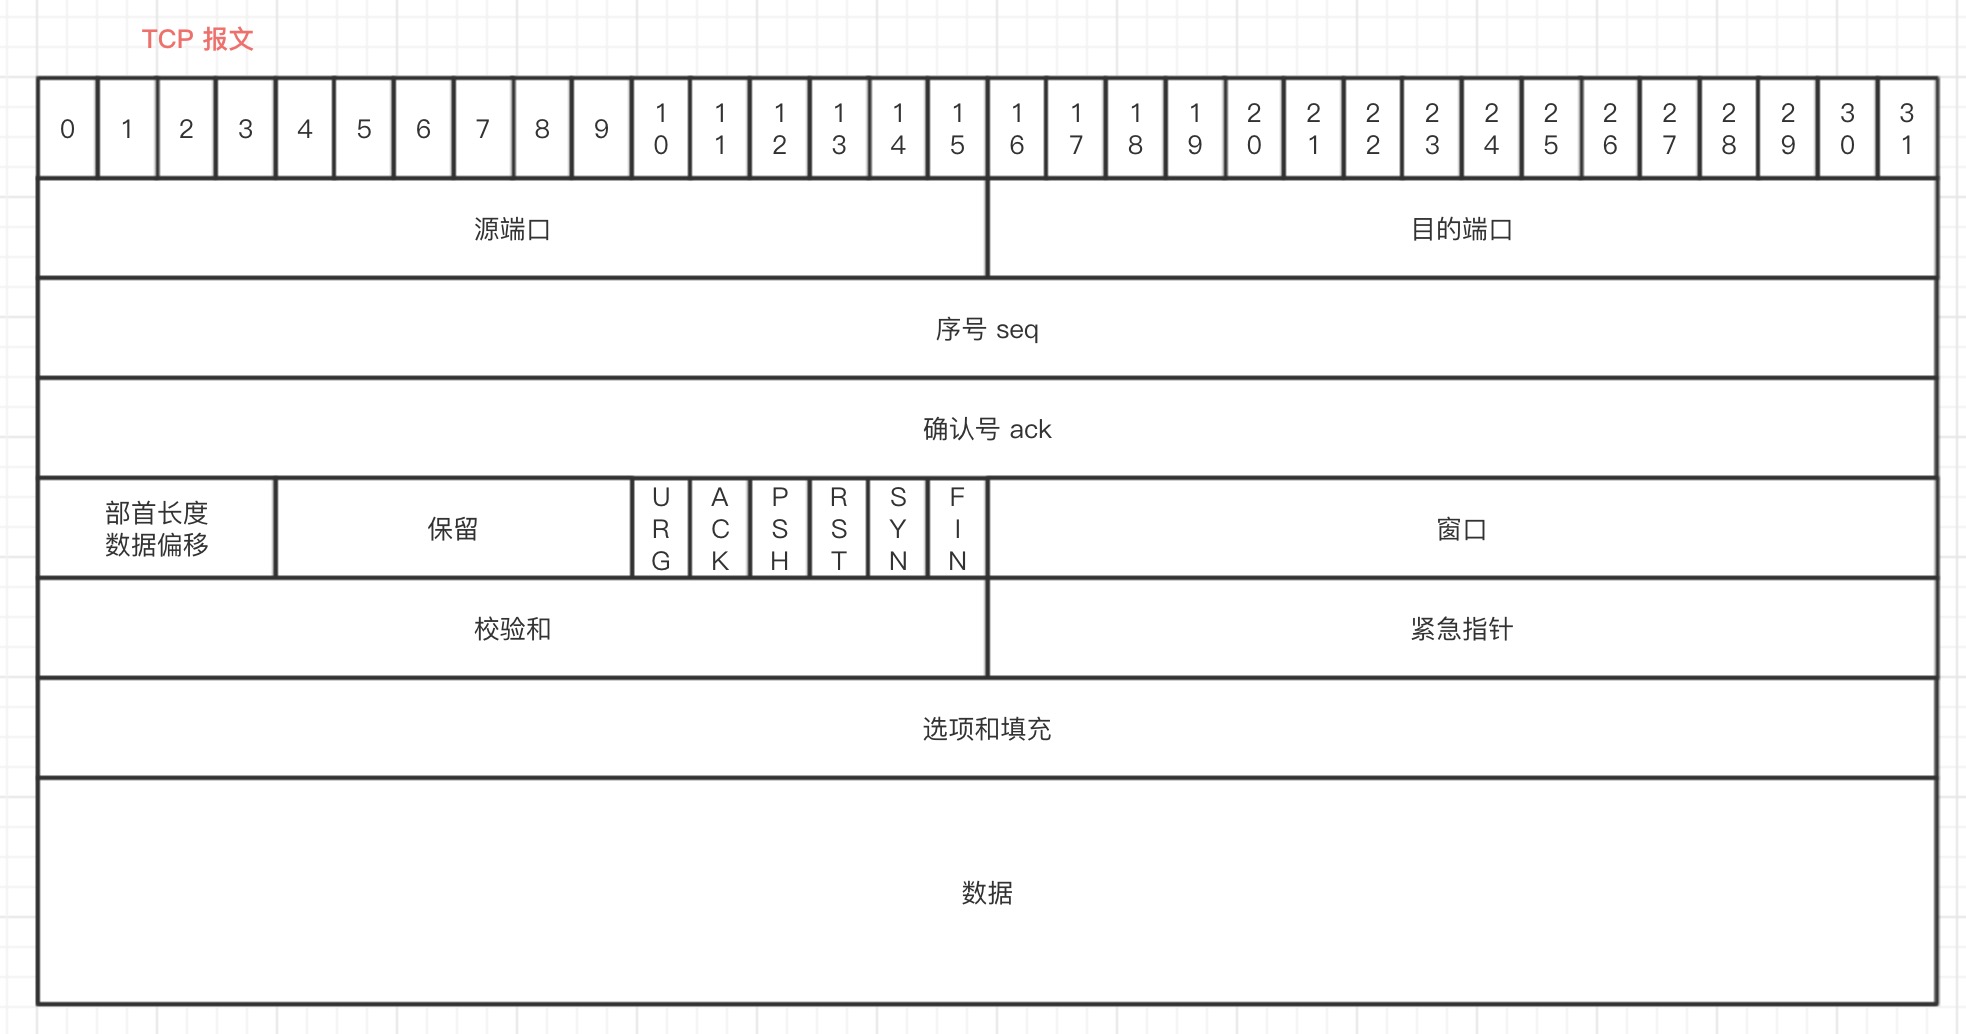 TCP 报文
0 1 2 3 4 5 6 7 8 9 10 11 12 13 14 15 16 17 18 19 20 21 22 23 24 25 26 27 28 29 30 31
源端口 目的端口
序号 seq
确认号 ack
部首长度
数据偏移
保留 URG ACK PSH RST SYN FIN 窗口
校验和 紧急指针
选项和填充
数据